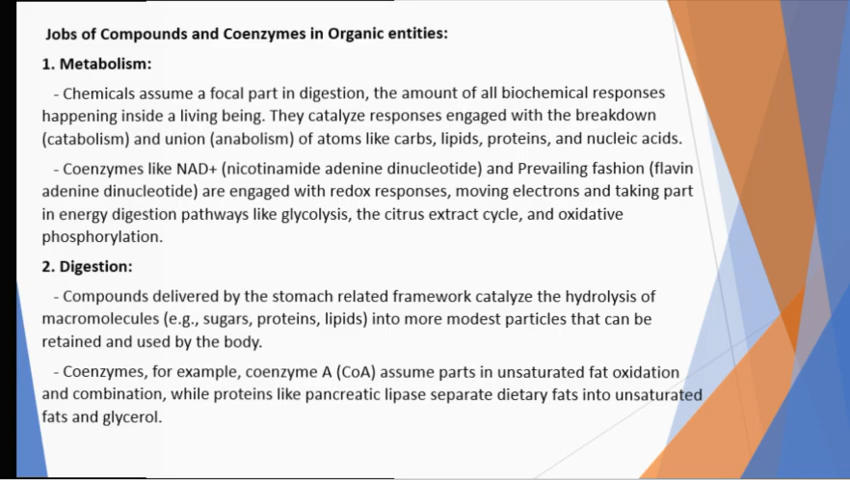 Jobs of Compounds and Coenzymes in Organic entities:
1. Metabolism:
- Chemicals assume a focal part in digestion, the amount of all biochemical responses
happening inside a living being. They catalyze responses engaged with the breakdown
(catabolism) and union (anabolism) of atoms like carbs, lipids, proteins, and nucleic acids.
- Coenzymes like NAD+ (nicotinamide adenine dinucleotide) and Prevailing fashion (flavin
adenine dinucleotide) are engaged with redox responses, moving electrons and taking part
in energy digestion pathways like glycolysis, the citrus extract cycle, and oxidative
phosphorylation.
2. Digestion:
- Compounds delivered by the stomach related framework catalyze the hydrolysis of
macromolecules (e.g., sugars, proteins, lipids) into more modest particles that can be
retained and used by the body.
- Coenzymes, for example, coenzyme A (CoA) assume parts in unsaturated fat oxidation
and combination, while proteins like pancreatic lipase separate dietary fats into unsaturated
fats and glycerol.